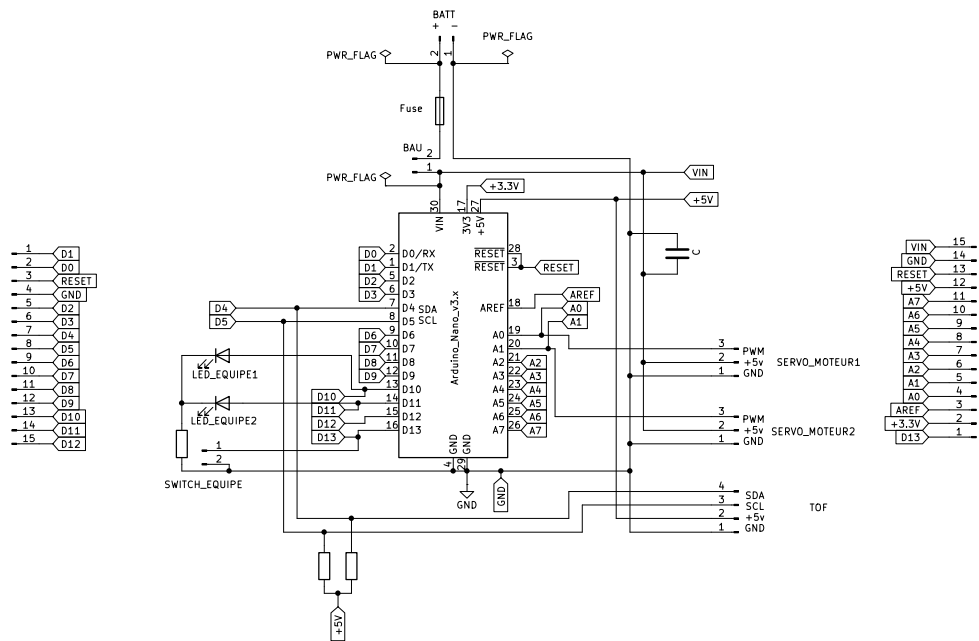 BATT
+ -
2 1
PWR_FLAG
PWR_FLAG
Fuse
BAU
2
1
PWR_FLAG
VIN
+3.3V
+5V
30 17 27
VIN 3V3 +5V
C
1 D1
2 D0
3 RESET
4 GND
5 D2
6 D3
7 D4
8 D5
9 D6
10 D7
11 D8
12 D9
13 D10
14 D11
15 D12
D4
D5
LED_EQUIPE1
LED_EQUIPE2
1
2
SWITCH_EQUIPE
D0 2 D0/RX
D1 1 D1/TX
D2 5 D2
D3 6 D3
7 D4 SDA
8 D5 SCL
D6 9 D6
D7 10 D7
D8 11 D8
D9 12 D9
13 D10
D10
14 D11
D11
15 D12
D12
16 D13
D13
Arduino_Nano_v3.x
RESET 28
RESET 3
RESET
AREF 18
AREF
A0
A1
A0 19
A1 20
A2 21 A2
A3 22 A3
A4 23 A4
A5 24 A5
A6 25 A6
A7 26 A7
GND GND
4 29
GND
GND
3 PWM
2 +5v
1 GND
SERVO_MOTEUR1
3 PWM
2 +5v
1 GND
SERVO_MOTEUR2
4 SDA
3 SCL
2 +5v
1 GND
TOF
+5V
VIN 15
GND 14
RESET 13
+5V 12
A7 11
A6 10
A5 9
A4 8
A3 7
A2 6
A1 5
A0 4
AREF 3
+3.3V 2
D13 1